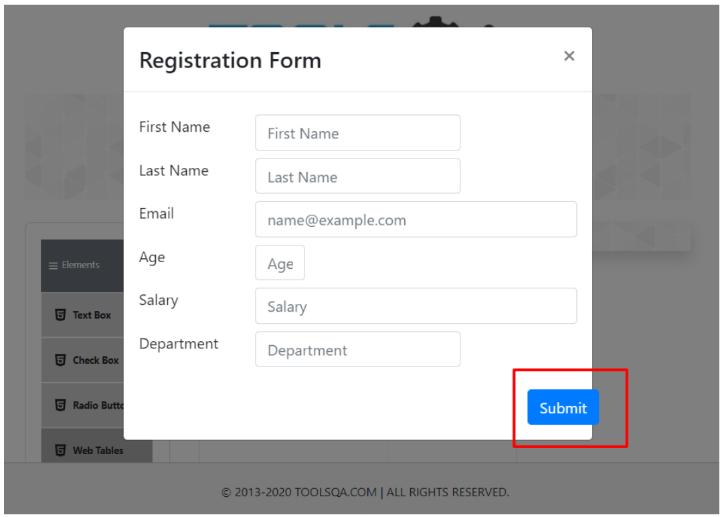 Registration Form ×
First Name First Name
Last Name Last Name
Email name@example.com
Age Age
Salary Salary
Department Department
Submit
Elements
Text Box
Check Box
Radio Butto
Web Tables
© 2013-2020 TOOLSQA.COM | ALL RIGHTS RESERVED.